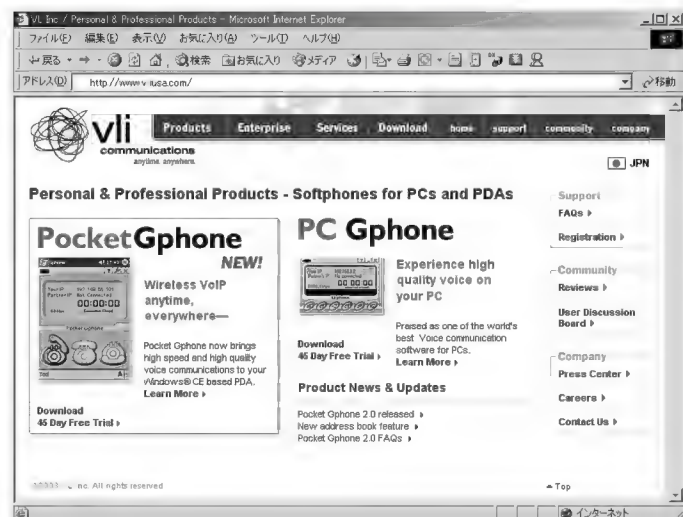 VLI Inc / Personal & Professional Products - Microsoft Internet Explorer
ファイル(F) 編集(E) 表示(V) お気に入り(A) ツール(T) ヘルプ(H)
戻る 検索 お気に入り メディア
アドレス(D) http://www.vliusa.com/ 移動
vli
communications
anytime. anywhere.
Products Enterprise Services Download home support community company
JPN
Personal & Professional Products - Softphones for PCs and PDAs
PocketGphone
NEW!
Wireless VoIP
anytime,
everywhere—
00:00:00
Pocket Gphone
Pocket Gphone now brings
high speed and high quality
voice communications to your
Windows® CE based PDA.
Learn More
Download
45 Day Free Trial
PC Gphone
00 00 00
Experience high
quality voice on
your PC
Praised as one of the world's
best Voice communication
software for PCs.
Learn More
Download
45 Day Free Trial
Product News & Updates
Pocket Gphone 2.0 released
New address book feature
Pocket Gphone 2.0 FAQs
Support
FAQs
Registration
Community
Reviews
User Discussion
Board
Company
Press Center
Careers
Contact Us
Inc. All rights reserved
Top
インターネット